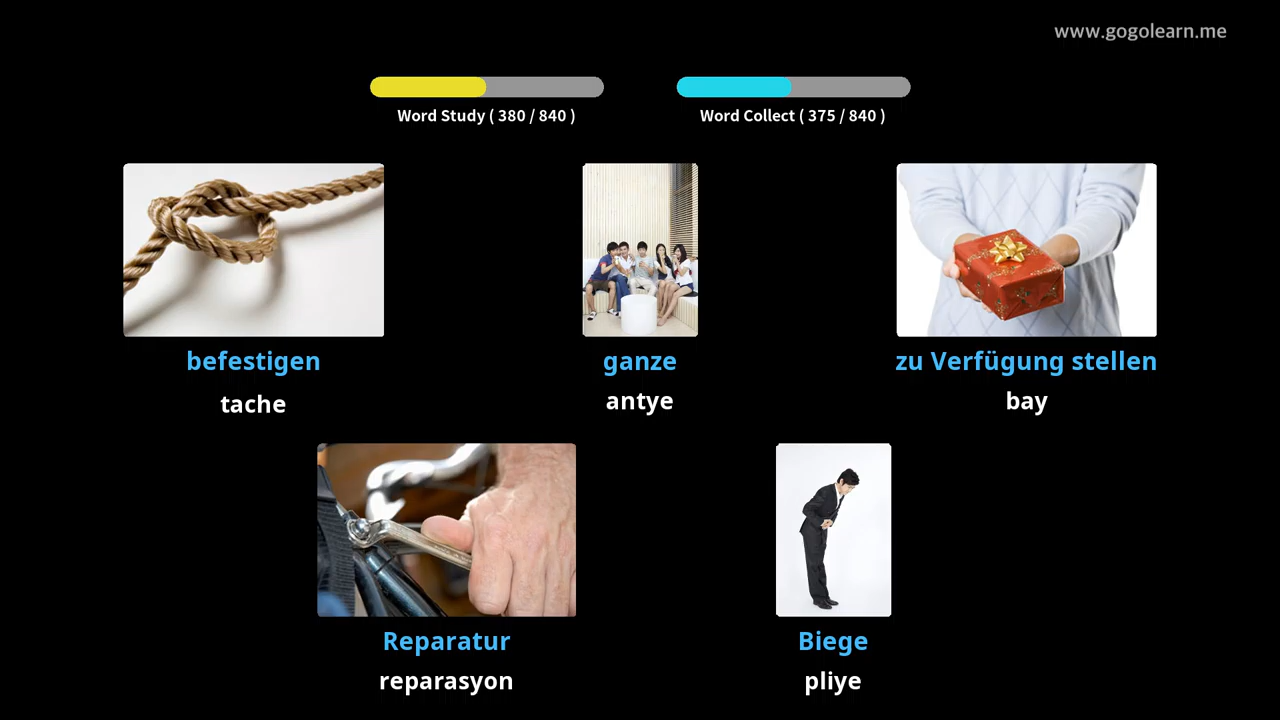 www.gogolearn.me
Word Study ( 380 / 840 )
Word Collect ( 375 / 840 )
befestigen
tache
ganze
antye
zu Verfügung stellen
bay
Reparatur
reparasyon
Biege
pliye